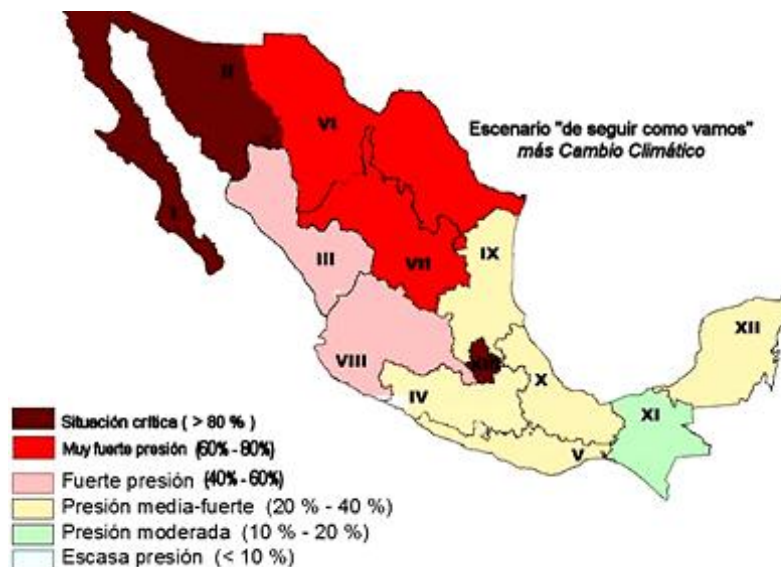 II
VI
Escenario "de seguir como vamos"
más Cambio Climático
I
III
VII
IX
XII
VIII
XIII
IV
X
XI
V
Situación crítica ( > 80 % )
Muy fuerte presión (60% - 80%)
Fuerte presión (40% - 60%)
Presión media-fuerte (20 % - 40 %)
Presión moderada (10 % - 20 %)
Escasa presión (< 10 %)